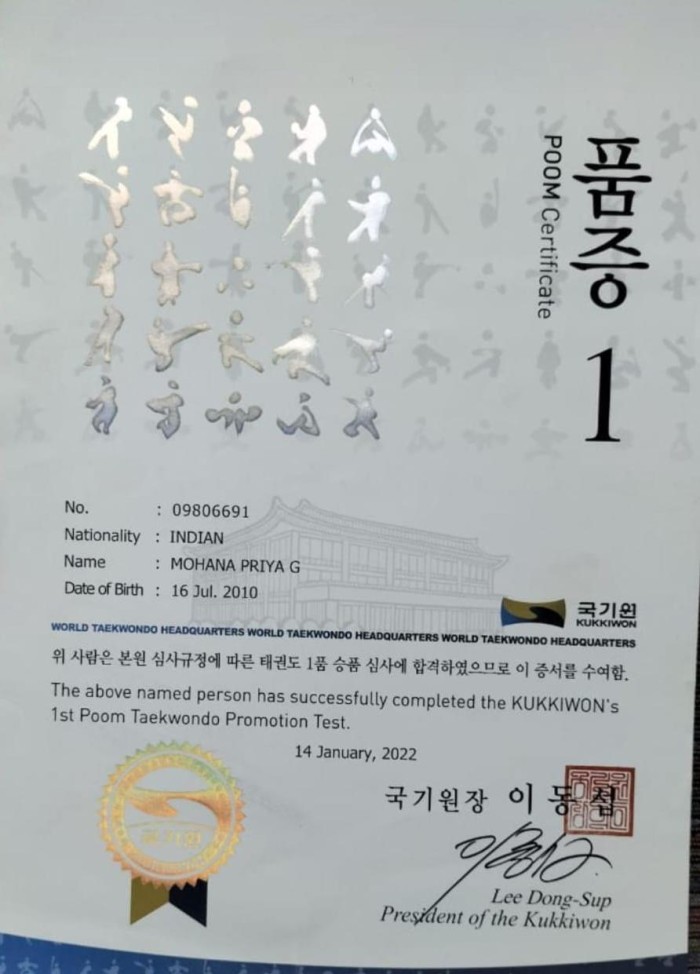 품증 1
POOM Certificate
No. : 09806691
Nationality : INDIAN
Name : MOHANA PRIYA G
Date of Birth : 16 Jul. 2010
국기원
KUKKIWON
WORLD TAEKWONDO HEADQUARTERS WORLD TAEKWONDO HEADQUARTERS WORLD TAEKWONDO HEADQUARTERS
위 사람은 본원 심사규정에 따른 태권도 1품 승품 심사에 합격하였으므로 이 증서를 수여함.
The above named person has successfully completed the KUKKIWON's
1st Poom Taekwondo Promotion Test.
14 January, 2022
국기원장 이동섭
국기원
Lee Dong-Sup
President of the Kukkiwon